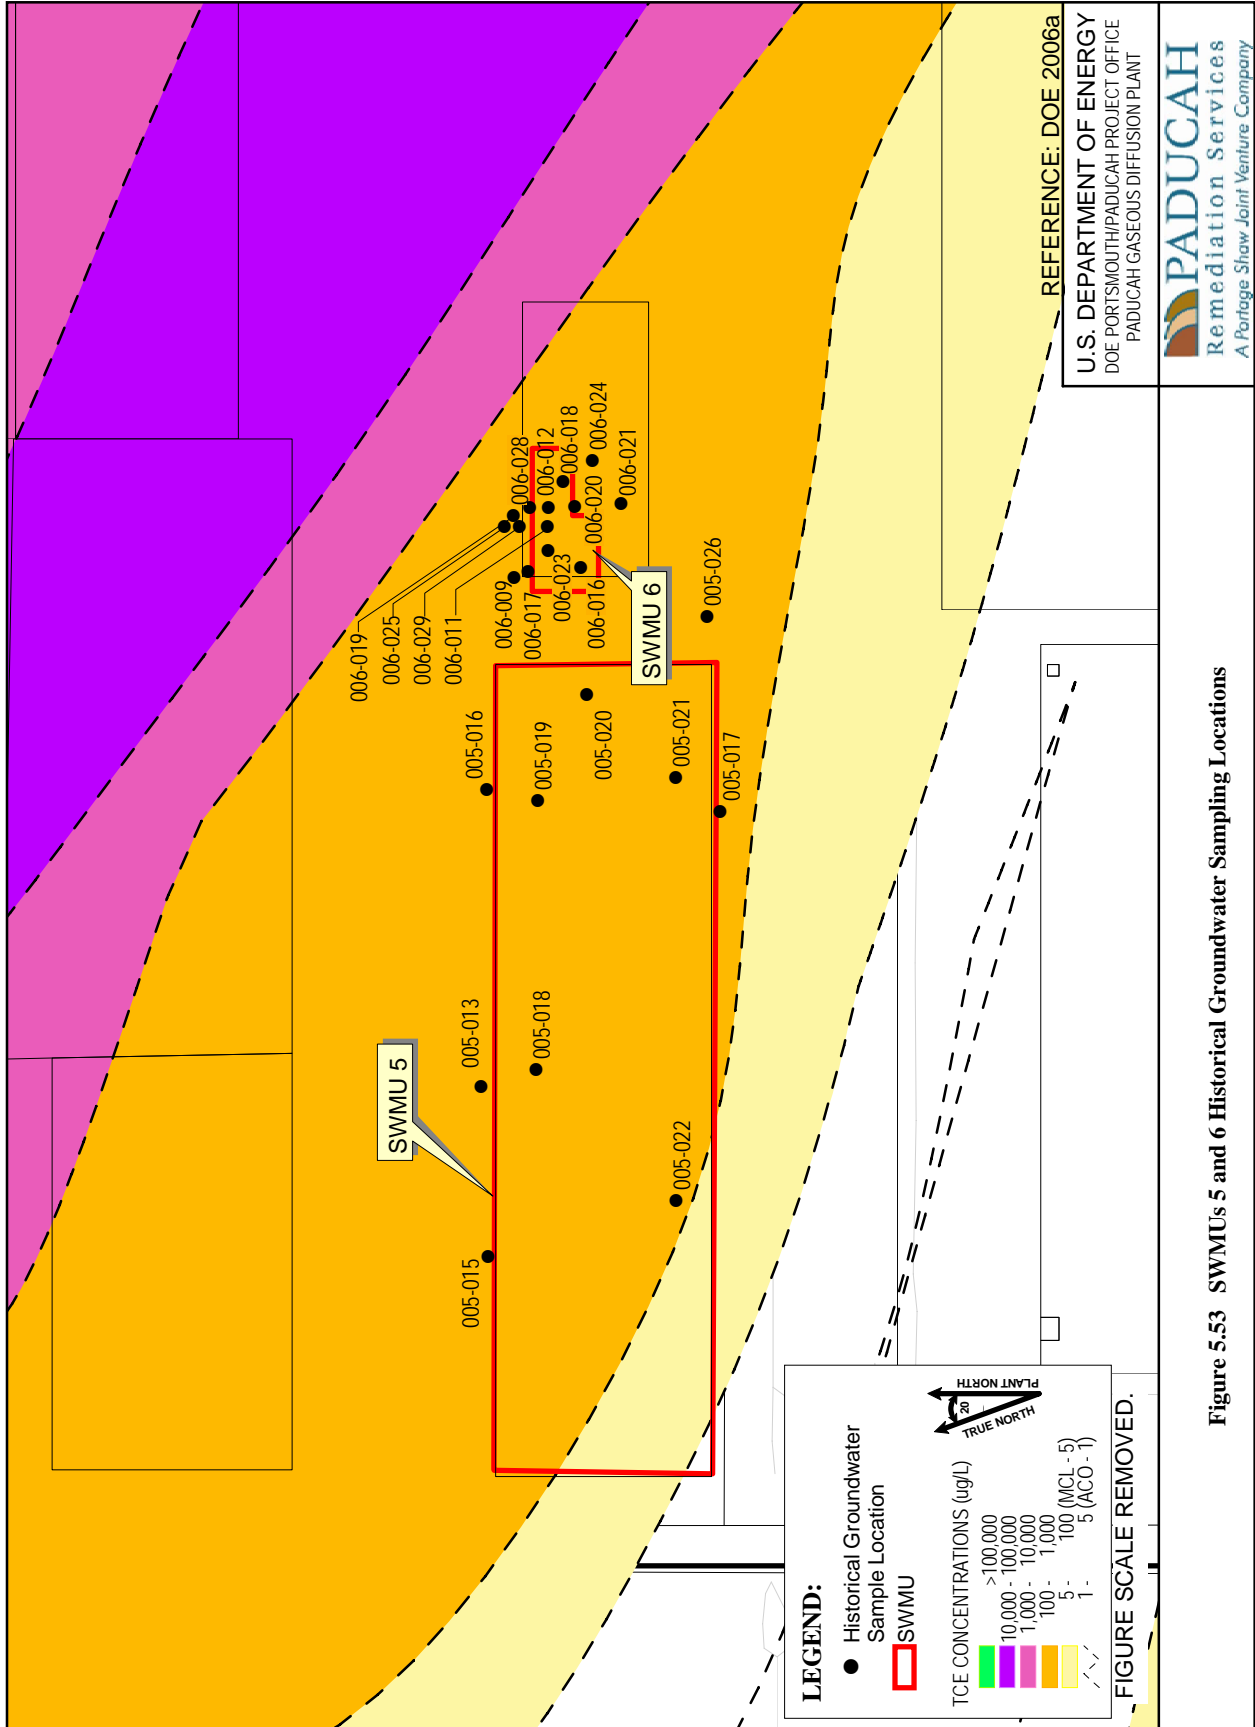 SWMU 5
SWMU 6
005-015
005-013
005-016
005-018
005-019
005-020
005-022
005-021
005-017
005-026
006-019
006-025
006-029
006-011
006-009
006-017
006-023
006-016
006-028
006-012
006-018
006-020
006-024
006-021
LEGEND:
Historical Groundwater
Sample Location
SWMU
TCE CONCENTRATIONS (ug/L)
>100,000
10,000 - 100,000
1,000 - 10,000
100 - 1,000
5 - 100 (MCL - 5)
1 - 5 (ACO - 1)
20
TRUE NORTH
PLANT NORTH
FIGURE SCALE REMOVED.
REFERENCE: DOE 2006a
U.S. DEPARTMENT OF ENERGY
DOE PORTSMOUTH/PADUCAH PROJECT OFFICE
PADUCAH GASEOUS DIFFUSION PLANT
PADUCAH
Remediation Services
A Portage Shaw Joint Venture Company
Figure 5.53 SWMUs 5 and 6 Historical Groundwater Sampling Locations